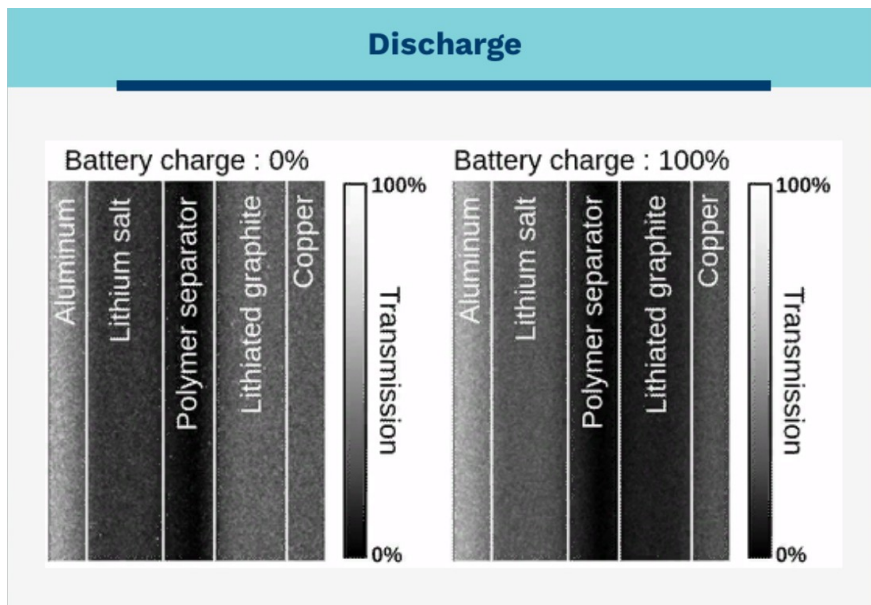 Discharge
Battery charge : 0%
Aluminum
Lithium salt
Polymer separator
Lithiated graphite
Copper
100%
Transmission
0%
Battery charge : 100%
Aluminum
Lithium salt
Polymer separator
Lithiated graphite
Copper
100%
Transmission
0%